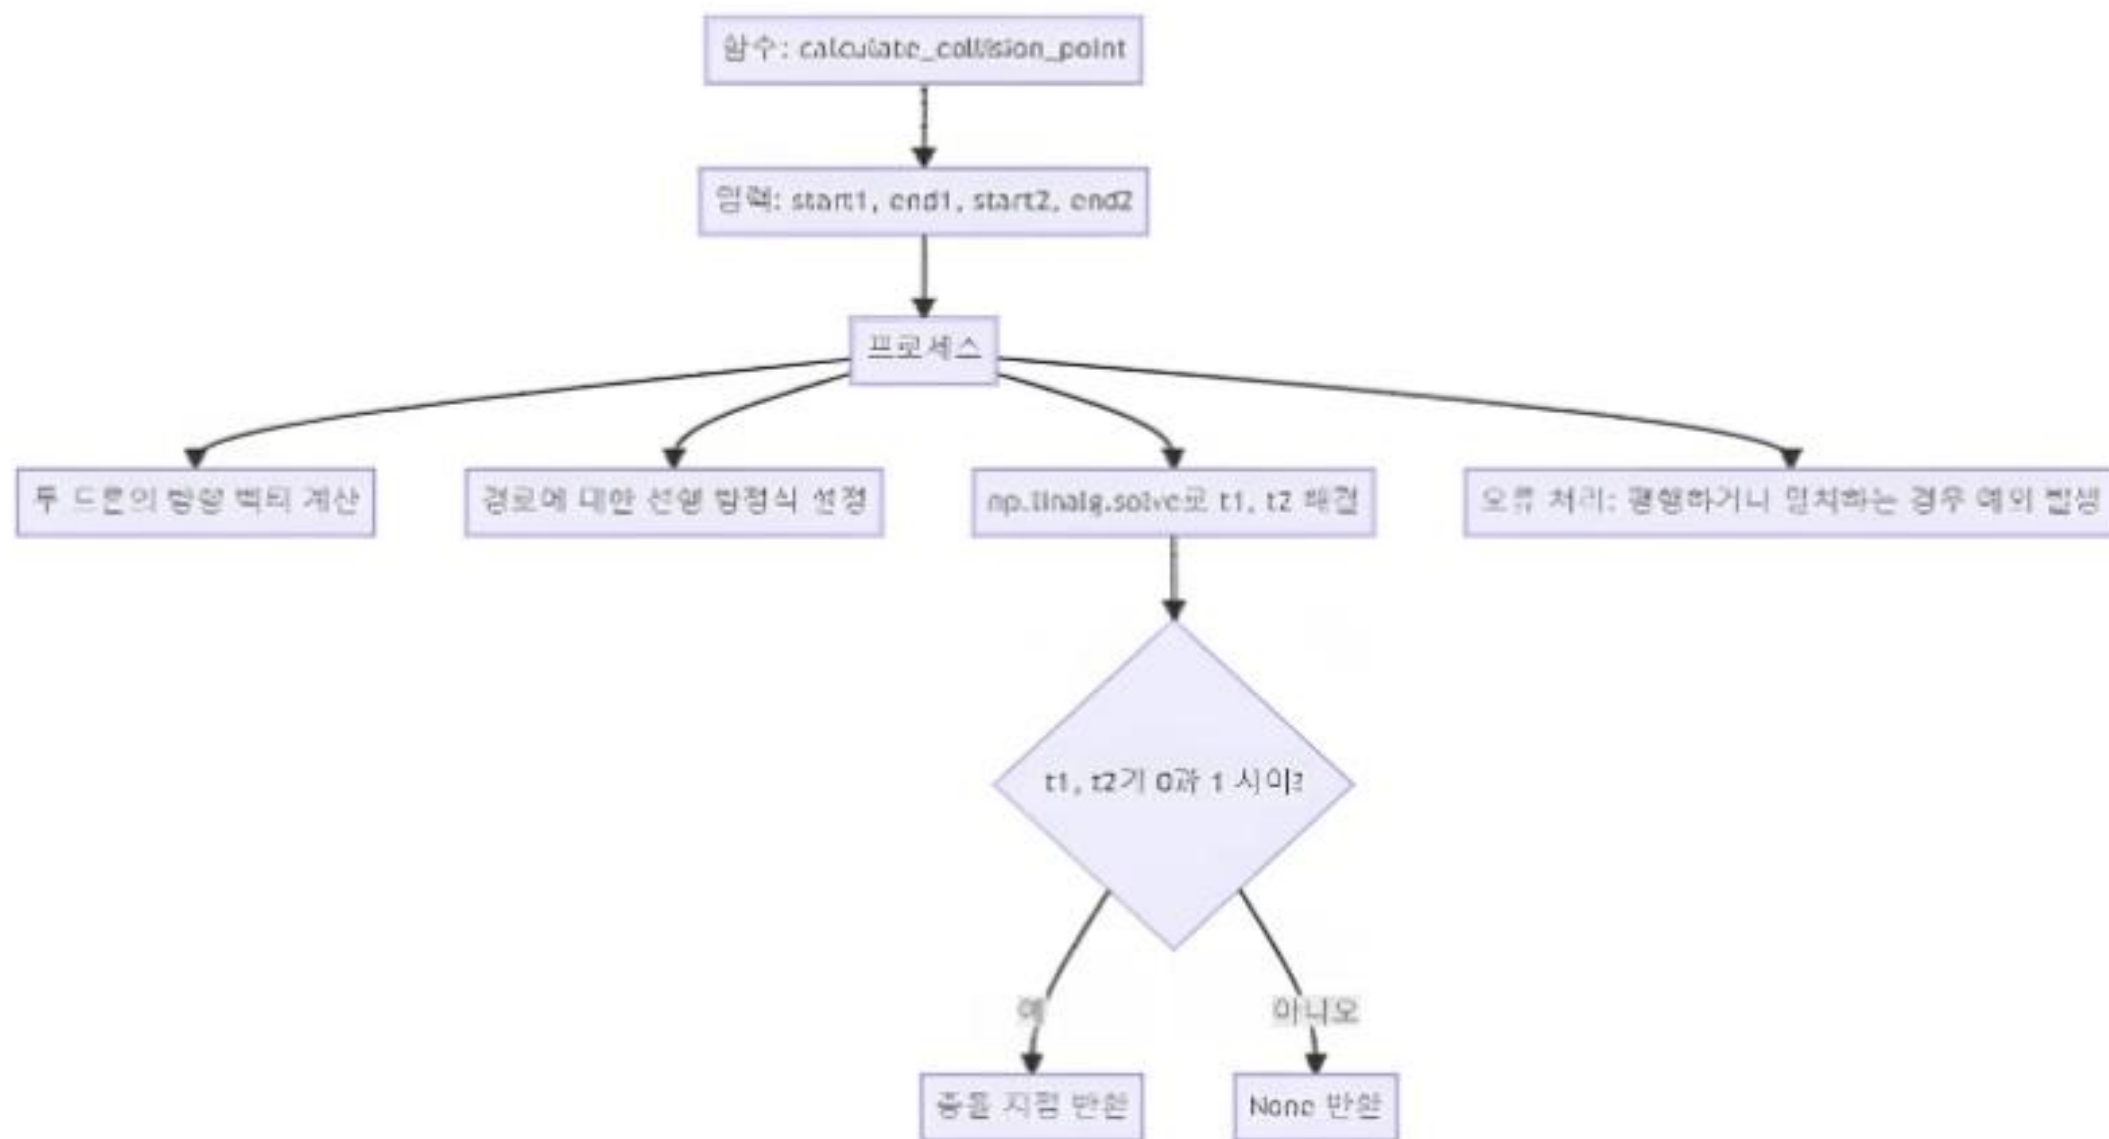 함수: calculate_collision_point
입력: start1, end1, start2, end2
프로세스
두 드론의 방향 벡터 계산
경로에 대한 선형 방정식 설정
np.linalg.solve로 t1, t2 해결
오류 처리: 평행하거나 일치하는 경우 예외 발생
t1, t2가 0과 1 사이?
예
아니오
충돌 지점 반환
None 반환